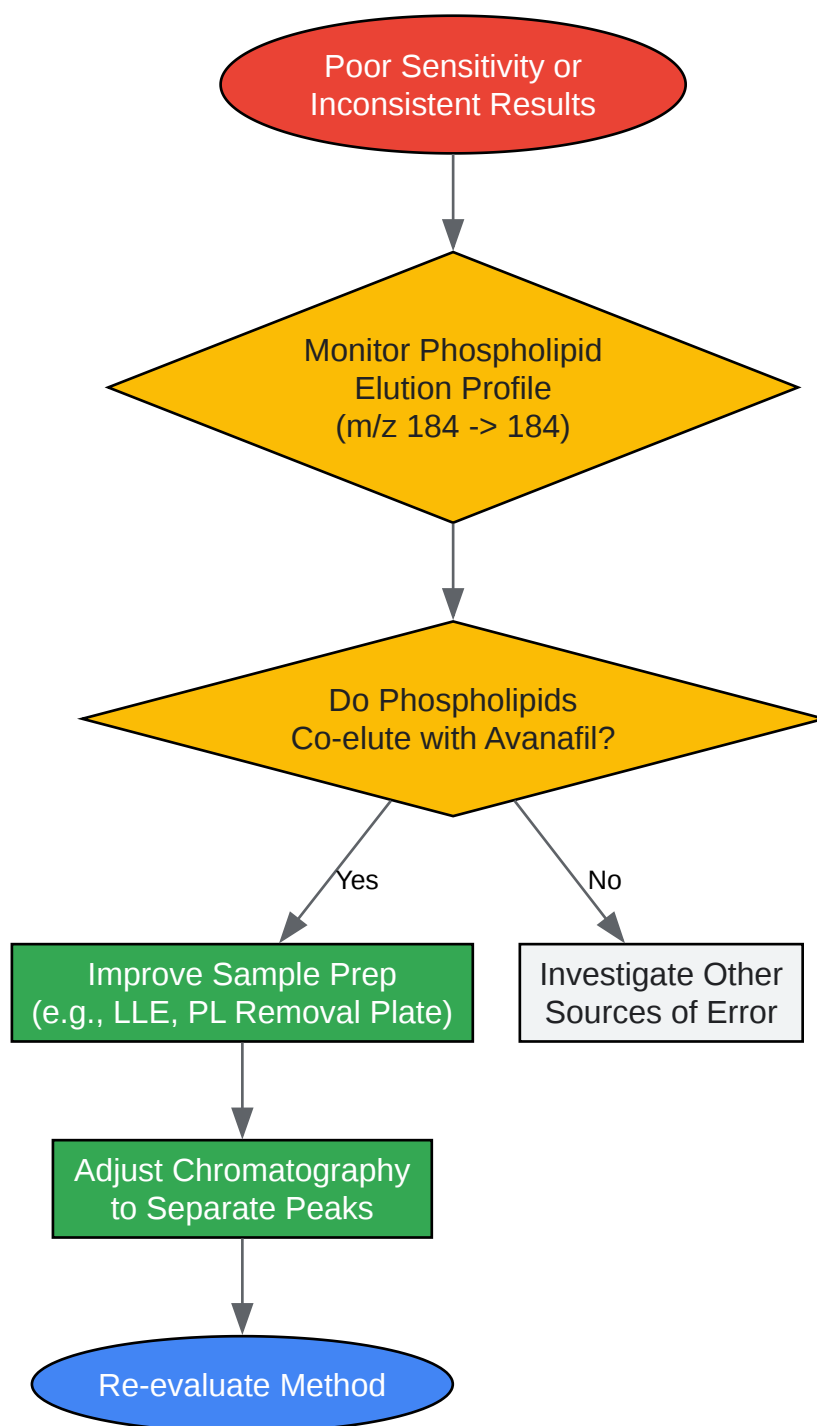 Poor Sensitivity or
Inconsistent Results
Monitor Phospholipid
Elution Profile
(m/z 184 -> 184)
Do Phospholipids
Co-elute with Avanafil?
Yes
No
Improve Sample Prep
(e.g., LLE, PL Removal Plate)
Investigate Other
Sources of Error
Adjust Chromatography
to Separate Peaks
Re-evaluate Method